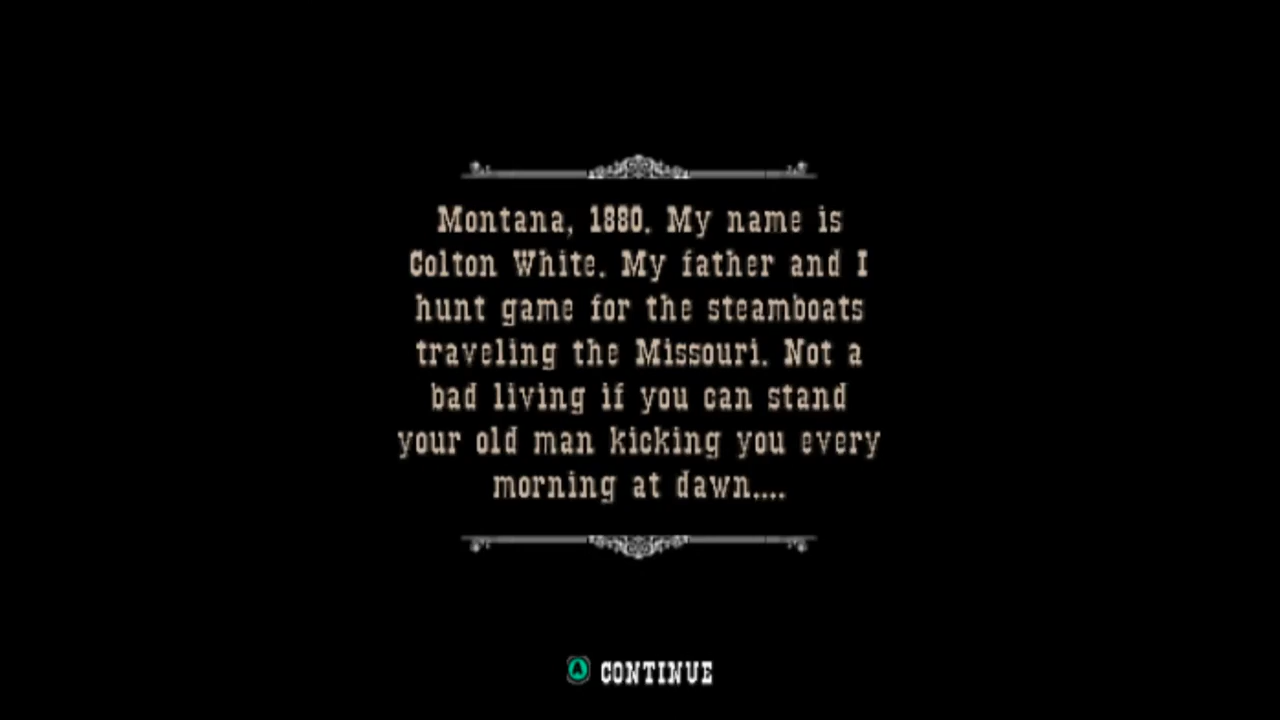 Montana, 1880. My name is
Colton White. My father and I
hunt game for the steamboats
traveling the Missouri. Not a
bad living if you can stand
your old man kicking you every
morning at dawn....
A CONTINUE